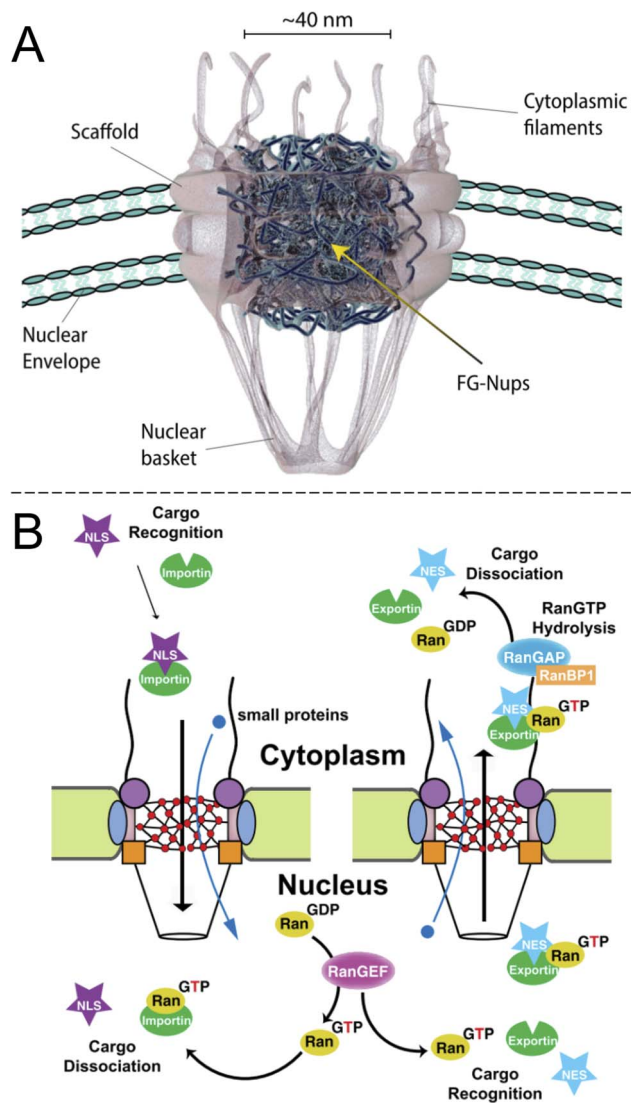 A
~40 nm
Scaffold
Cytoplasmic
filaments
Nuclear
Envelope
FG-Nups
Nuclear
basket
B
Cargo
Recognition
NLS
Importin
NLS
Importin
small proteins
Cytoplasm
Nucleus
NES
Cargo
Dissociation
Exportin
Ran
GDP
RanGTP
Hydrolysis
RanGAP
RanBP1
NES
Exportin
Ran
GTP
Ran
GDP
RanGEF
Ran
GTP
NES
Exportin
Ran
GTP
NLS
Ran
GTP
Importin
Cargo
Dissociation
Ran
GTP
Exportin
NES
Cargo
Recognition